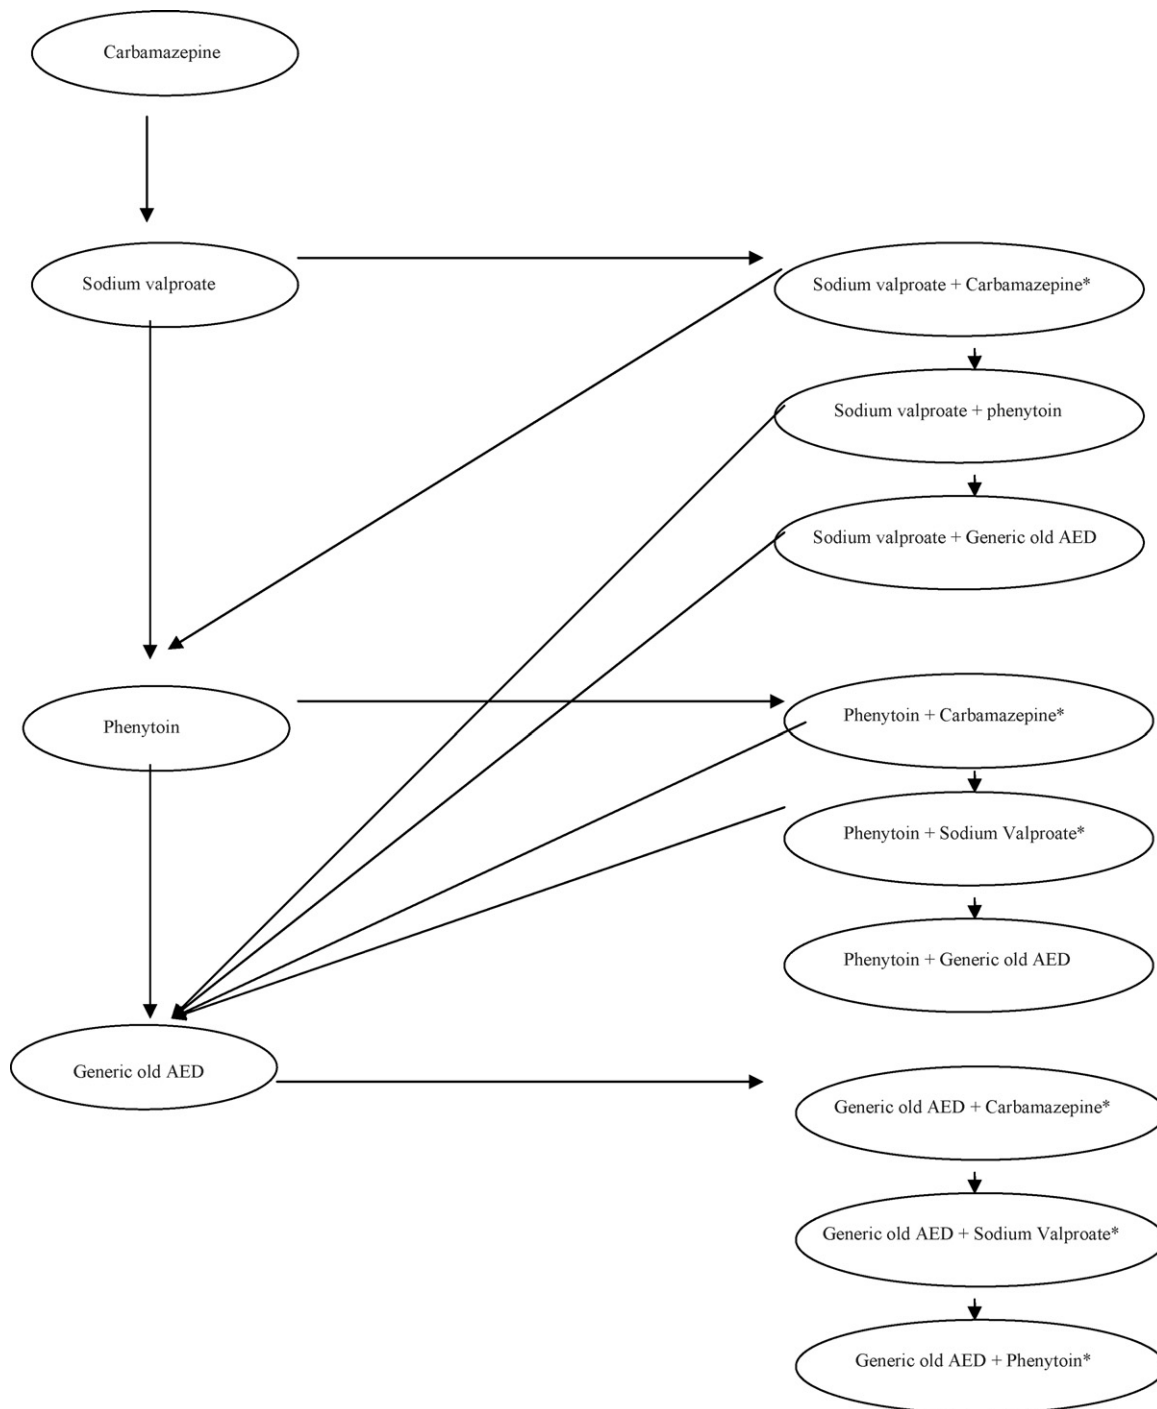 Carbamazepine
Sodium valproate
Sodium valproate + Carbamazepine*
Sodium valproate + phenytoin
Sodium valproate + Generic old AED
Phenytoin
Phenytoin + Carbamazepine*
Phenytoin + Sodium Valproate*
Phenytoin + Generic old AED
Generic old AED
Generic old AED + Carbamazepine*
Generic old AED + Sodium Valproate*
Generic old AED + Phenytoin*